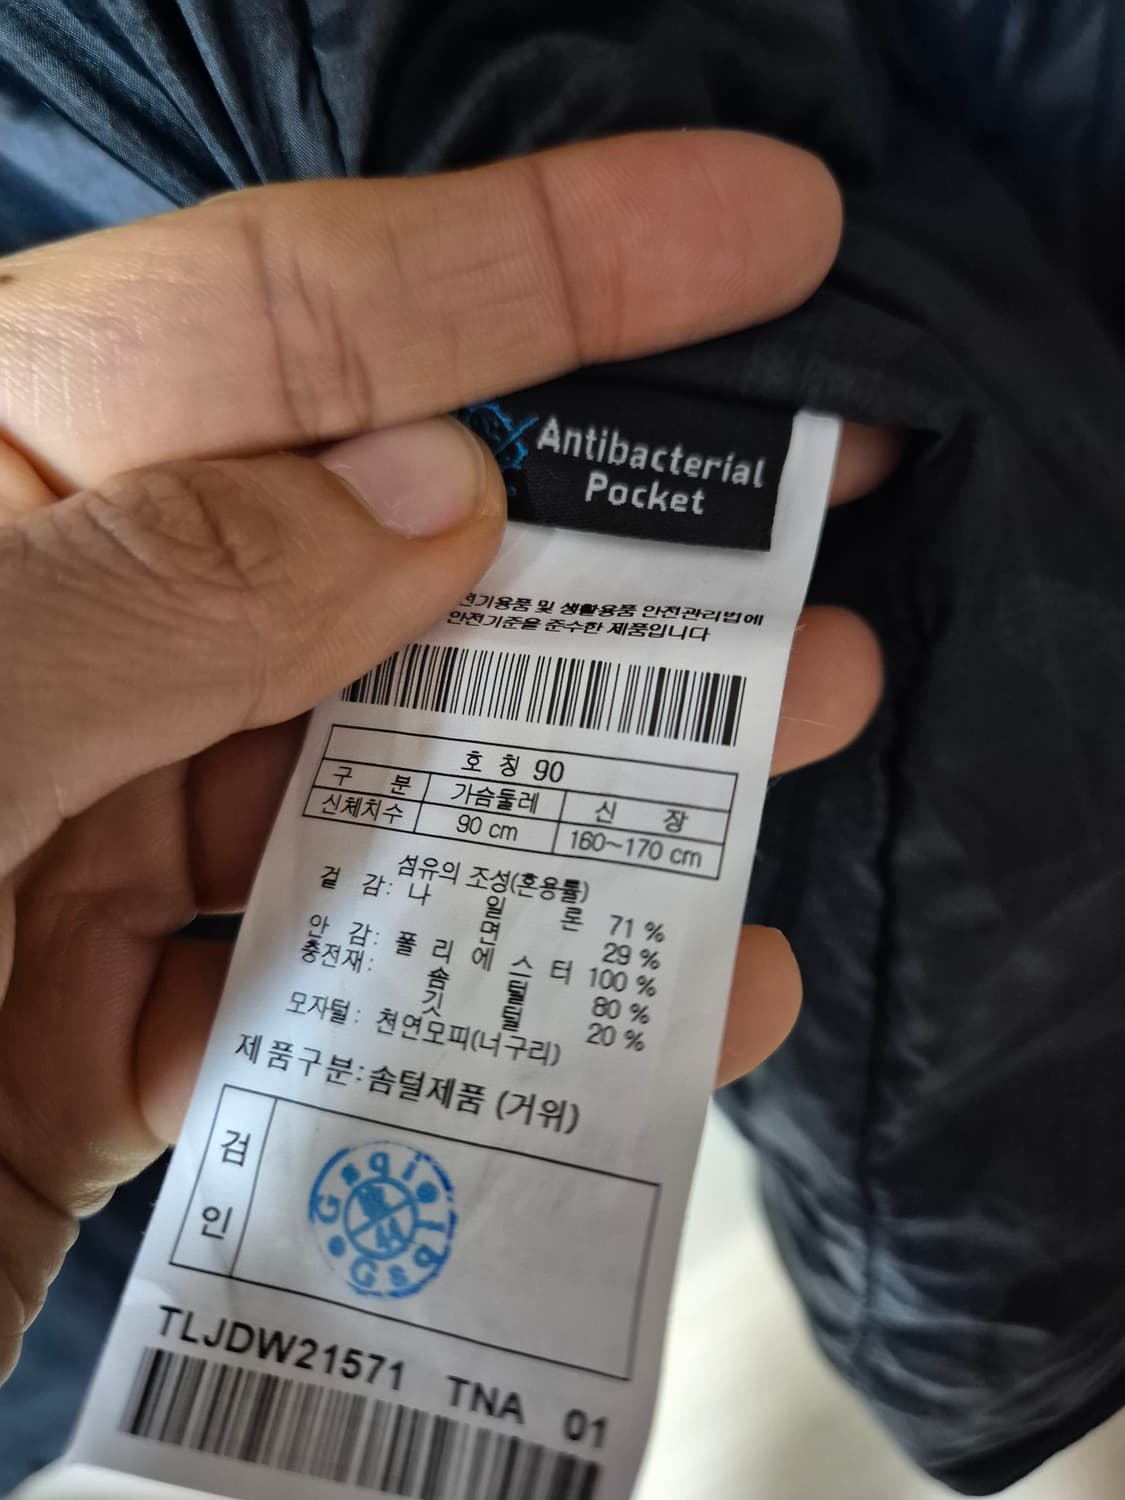 Antibacterial
Pocket
전기용품 및 생활용품 안전관리법에
안전기준을 준수한 제품입니다
호 칭 90
구 분 가슴둘레 신 장
신체치수 90 cm 160~170 cm
섬유의 조성(혼용률)
겉 감: 나 일 론 71 %
면 29 %
안 감: 폴 리 에 스 터 100 %
충전재: 솜 털 80 %
깃 털 20 %
모자털: 천연모피(너구리)
제품구분:솜털제품 (거위)
검
인
TLJDW21571 TNA 01